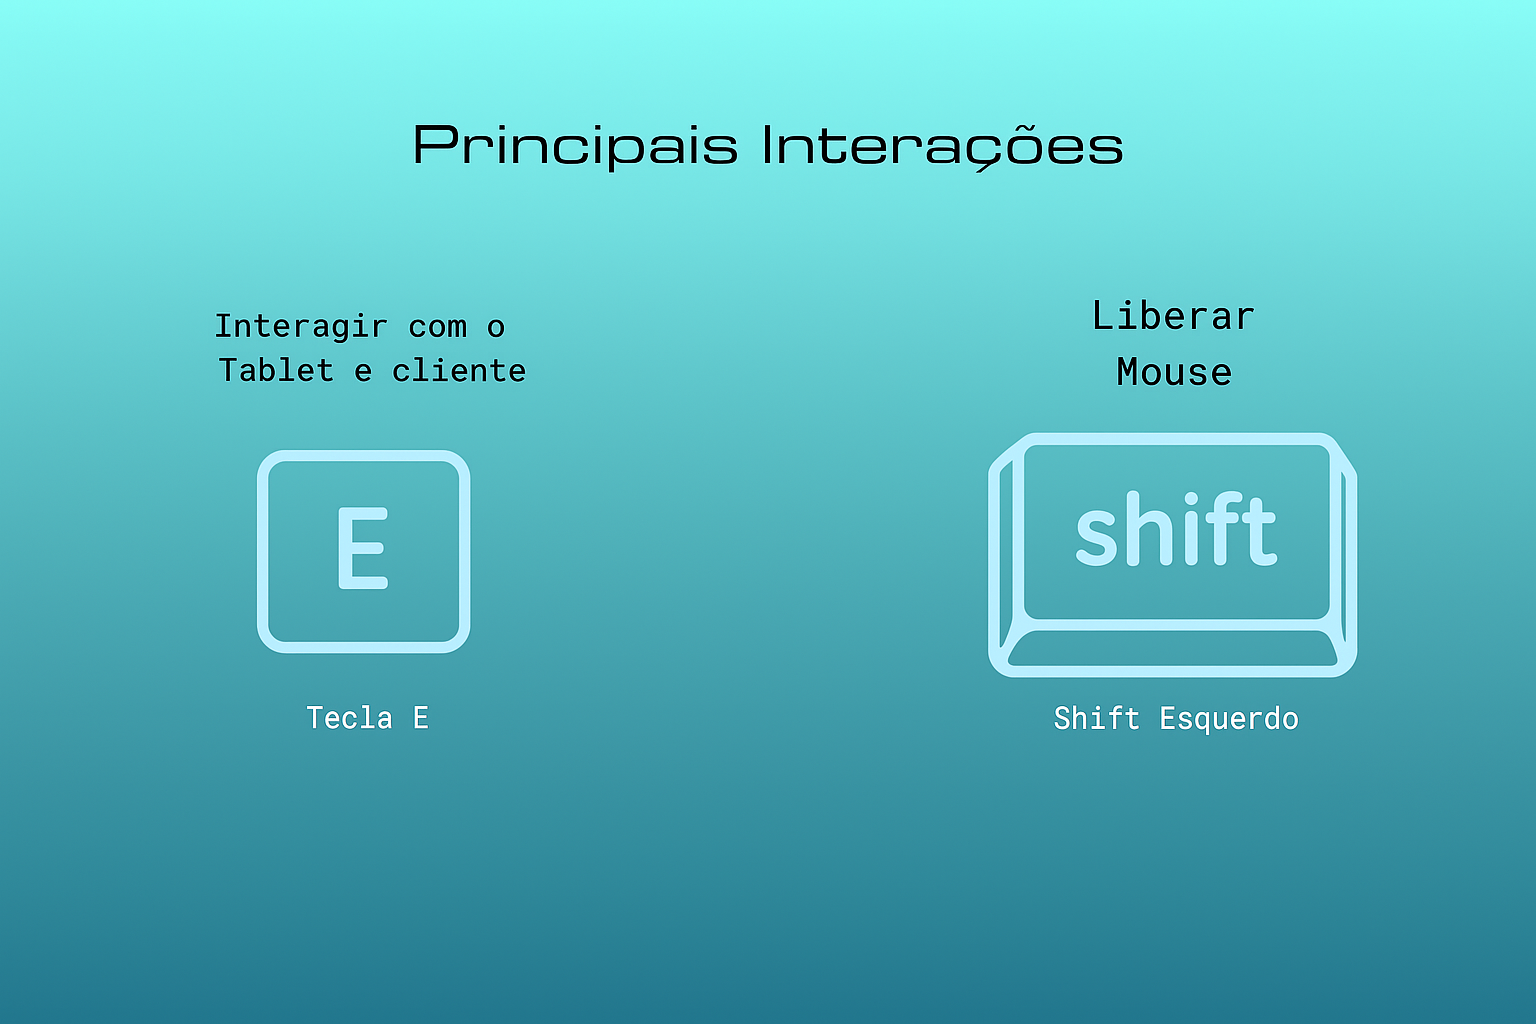 Principais Interações
Interagir com o
Tablet e cliente
E
Tecla E
Liberar
Mouse
shift
Shift Esquerdo